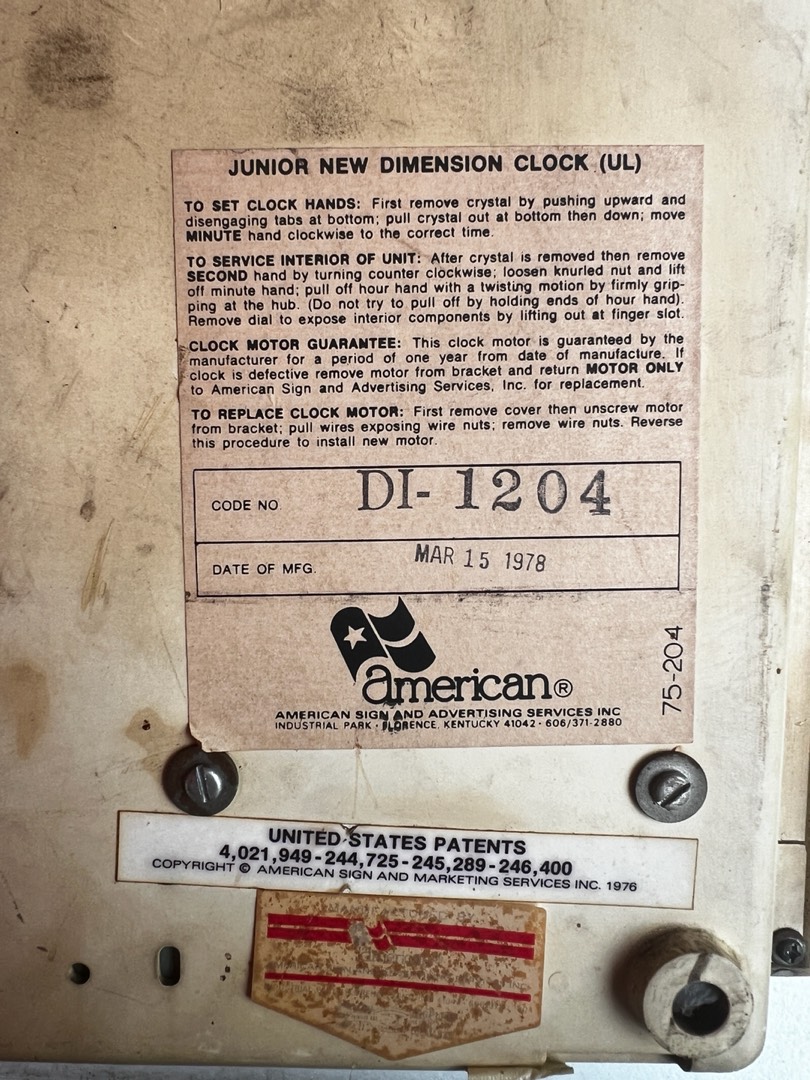 JUNIOR NEW DIMENSION CLOCK (UL)
TO SET CLOCK HANDS: First remove crystal by pushing upward and
disengaging tabs at bottom; pull crystal out at bottom then down; move
MINUTE hand clockwise to the correct time.
TO SERVICE INTERIOR OF UNIT: After crystal is removed then remove
SECOND hand by turning counter clockwise; loosen knurled nut and lift
off minute hand; pull off hour hand with a twisting motion by firmly grip-
ping at the hub. (Do not try to pull off by holding ends of hour hand).
Remove dial to expose interior components by lifting out at finger slot.
CLOCK MOTOR GUARANTEE: This clock motor is guaranteed by the
manufacturer for a period of one year from date of manufacture. If
clock is defective remove motor from bracket and return MOTOR ONLY
to American Sign and Advertising Services, Inc. for replacement.
TO REPLACE CLOCK MOTOR: First remove cover then unscrew motor
from bracket; pull wires exposing wire nuts; remove wire nuts. Reverse
this procedure to install new motor.
CODE NO. DI- 1204
DATE OF MFG. MAR 15 1978
American®
AMERICAN SIGN AND ADVERTISING SERVICES INC
INDUSTRIAL PARK • FLORENCE, KENTUCKY 41042 • 606/371-2880
75-204
UNITED STATES PATENTS
4,021,949-244,725-245,289-246,400
COPYRIGHT © AMERICAN SIGN AND MARKETING SERVICES INC. 1976